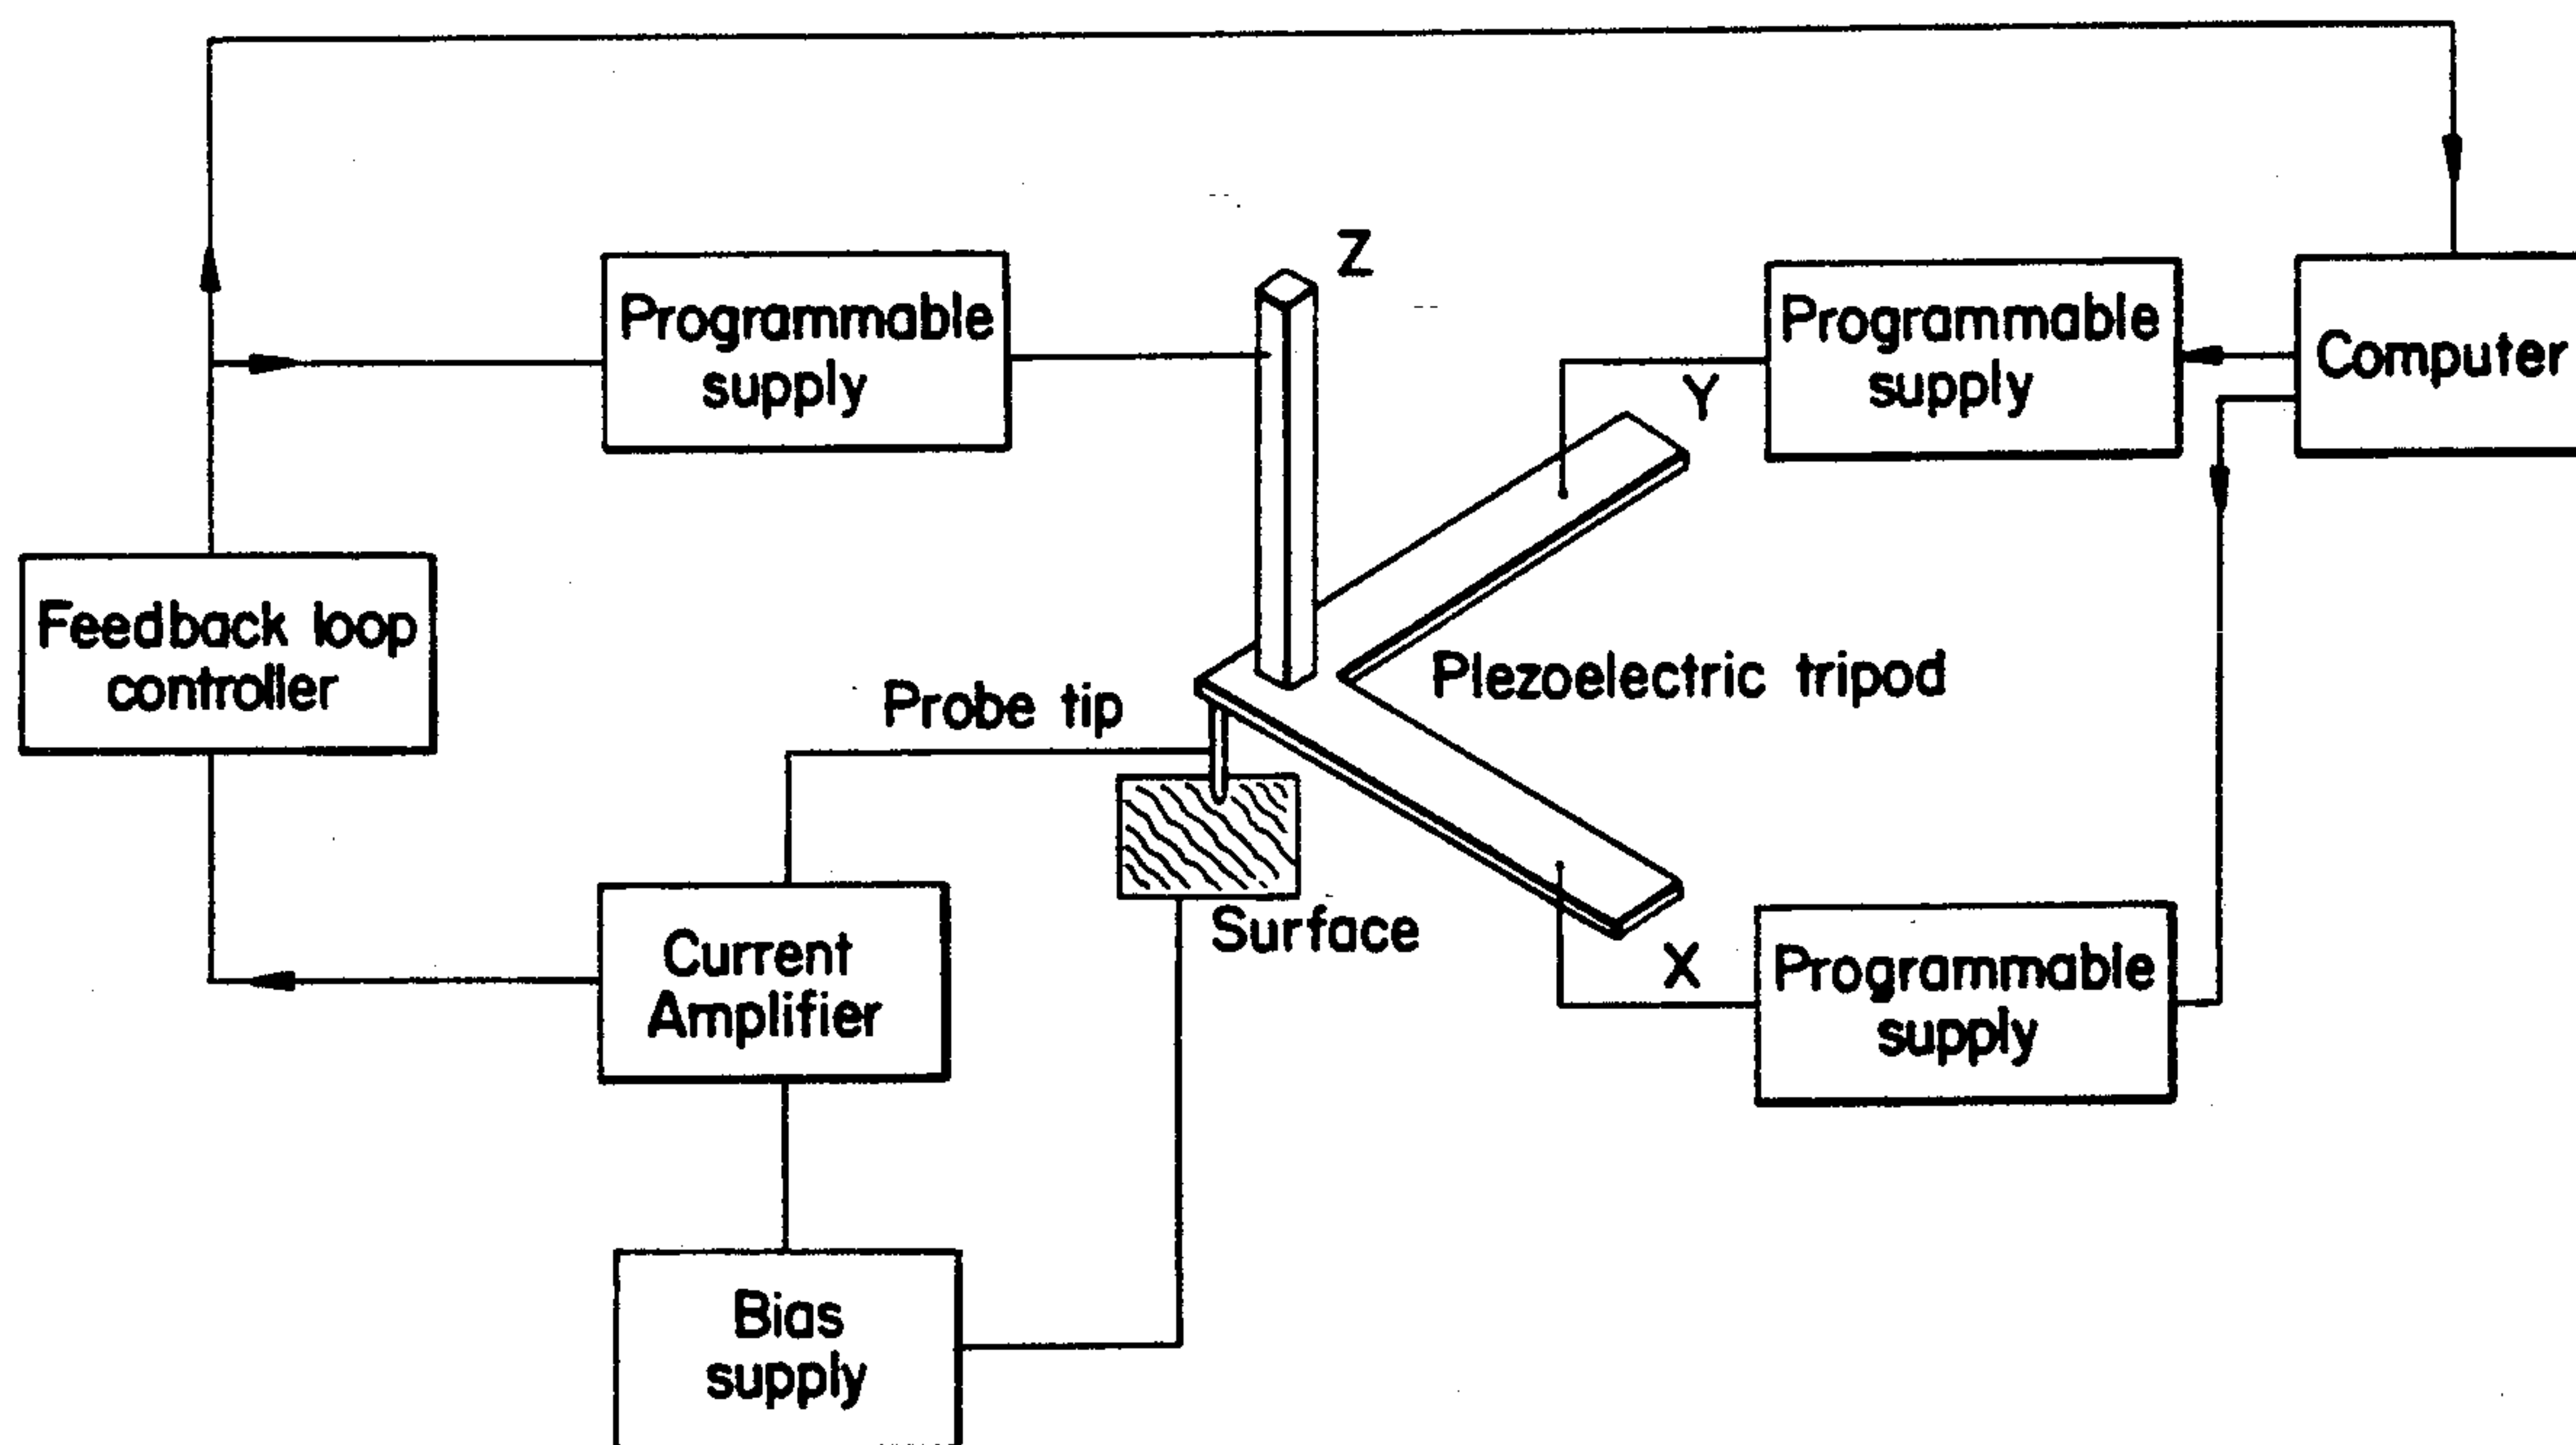 Z
Programmable
supply
Programmable
supply
Computer
Y
Feedback loop
controller
Plezoelectric tripod
Probe tip
Surface
Current
Amplifier
X
Programmable
supply
Bias
supply